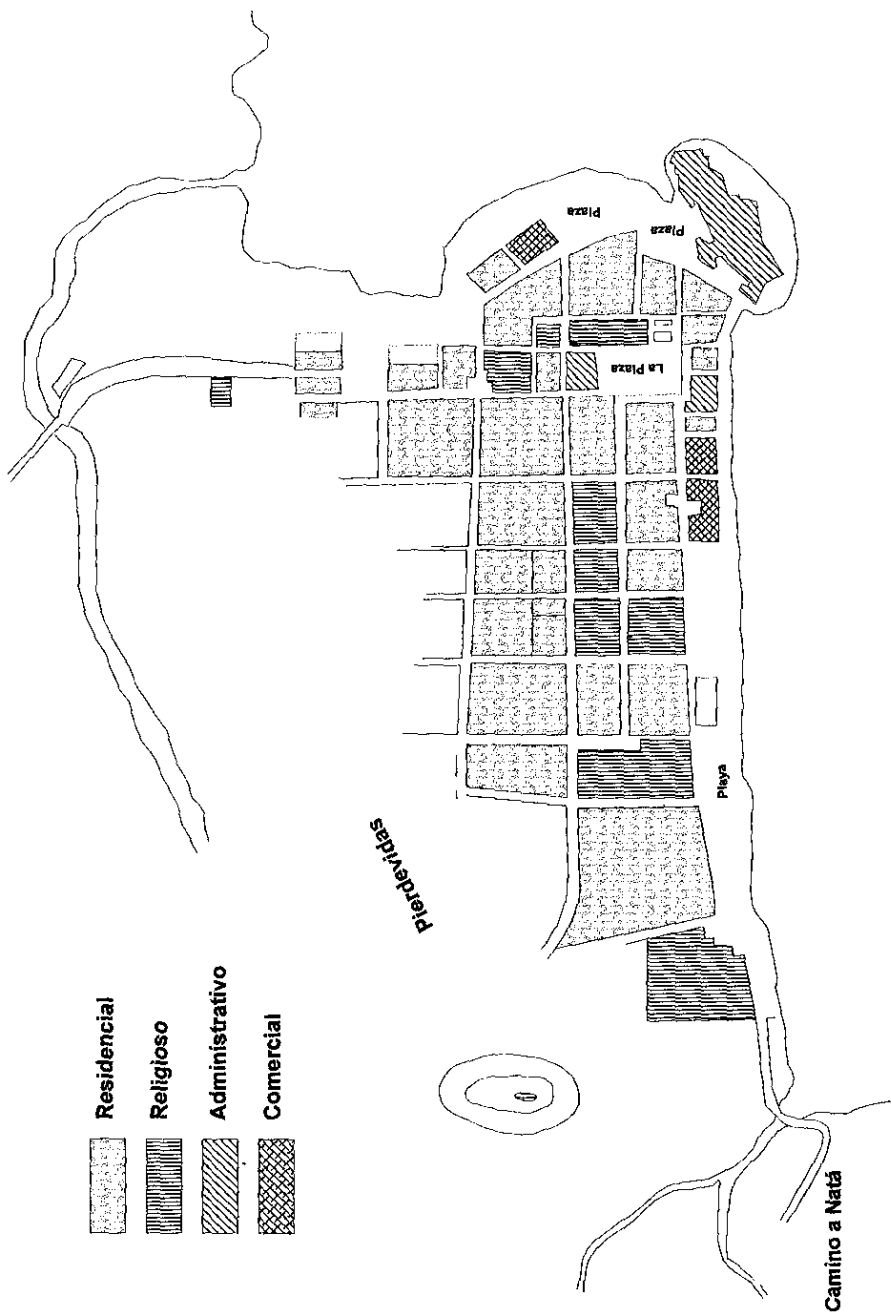 Residencial
Religioso
Administrativo
Comercial
Pierdevidas
Plaza
Plaza
La Plaza
Playa
Camino a Natá